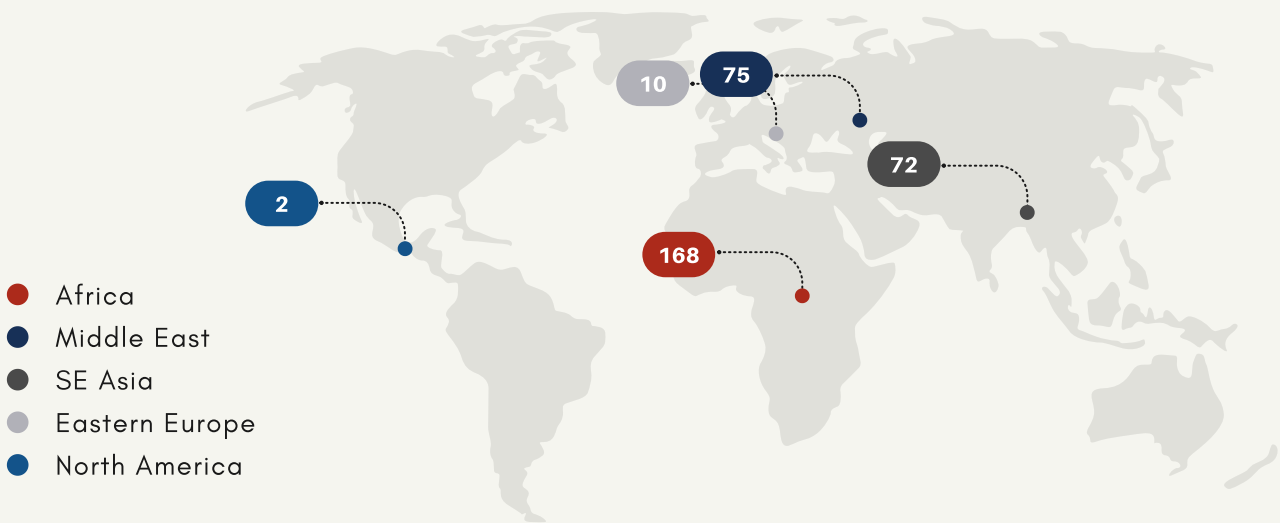 10
75
72
2
168
Africa
Middle East
SE Asia
Eastern Europe
North America